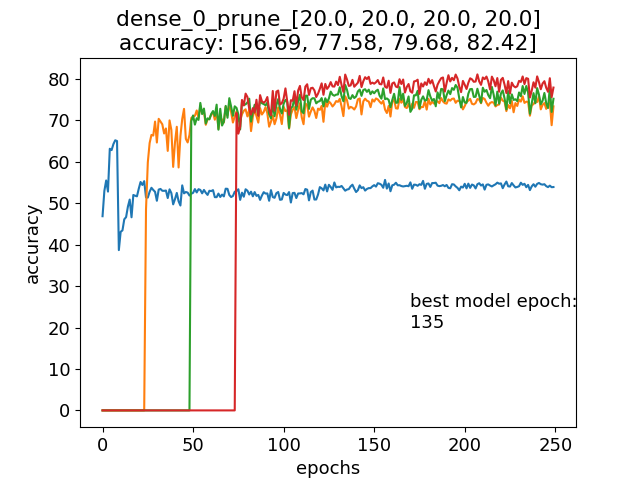 dense_0_prune_[20.0, 20.0, 20.0, 20.0]
accuracy: [56.69, 77.58, 79.68, 82.42]
80
70
60
50
40
30
20
10
0
accuracy
best model epoch:
135
0 50 100 150 200 250
epochs